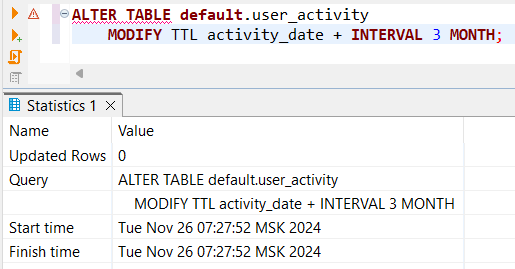 ALTER TABLE default.user_activity
MODIFY TTL activity_date + INTERVAL 3 MONTH;
Statistics 1
Name Value
Updated Rows 0
Query ALTER TABLE default.user_activity
MODIFY TTL activity_date + INTERVAL 3 MONTH
Start time Tue Nov 26 07:27:52 MSK 2024
Finish time Tue Nov 26 07:27:52 MSK 2024